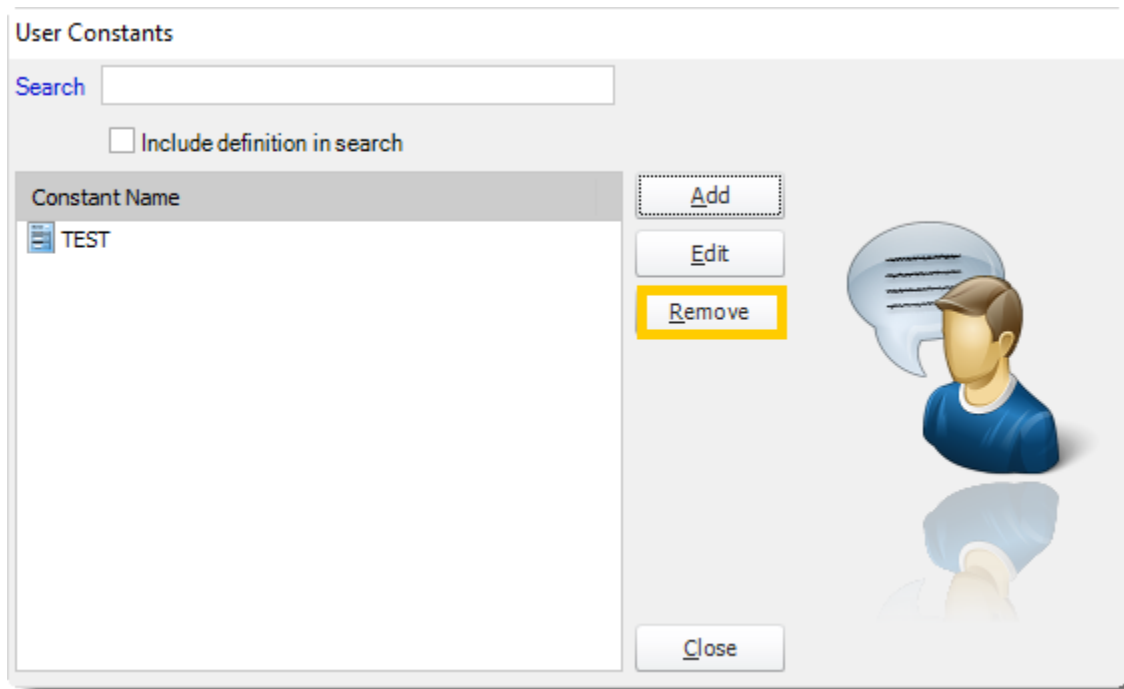 User Constants
Search
Include definition in search
Constant Name
Add
TEST
Edit
Remove
Close